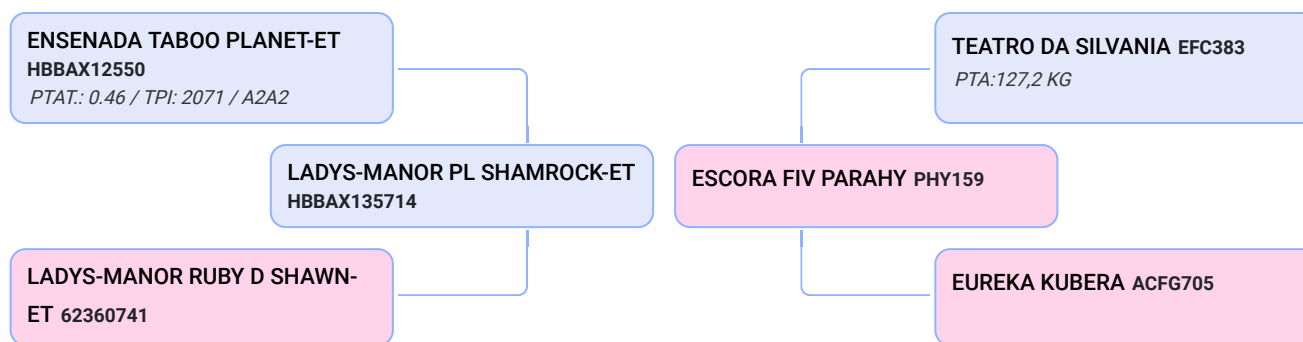 ENSENADA TABOO PLANET-ET
HBBAX12550
PTAT.: 0.46 / TPI: 2071 / A2A2
TEATRO DA SILVANIA EFC383
PTA:127,2 KG
LADYS-MANOR PL SHAMROCK-ET
HBBAX135714
ESCORA FIV PARAHY PHY159
LADYS-MANOR RUBY D SHAWN-
ET 62360741
EUREKA KUBERA ACFG705